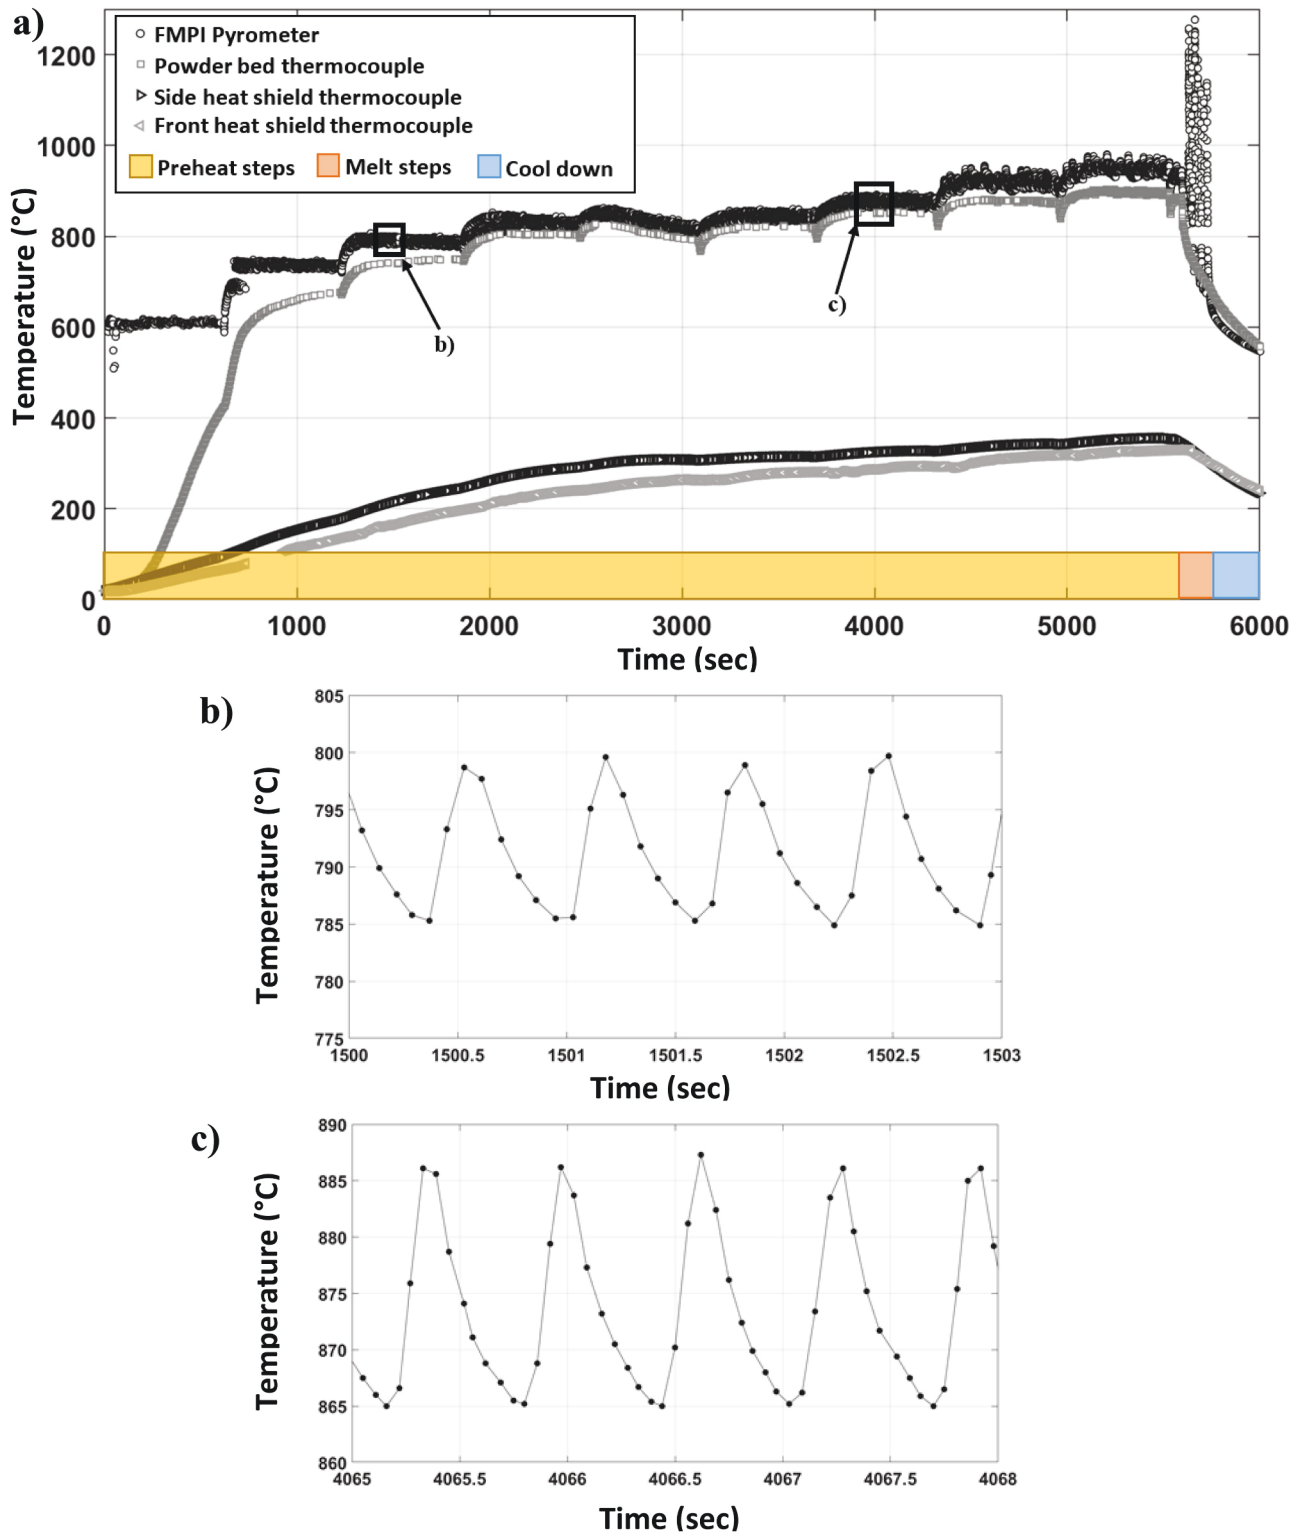 a)
FMPI Pyrometer
Powder bed thermocouple
Side heat shield thermocouple
Front heat shield thermocouple
Preheat steps Melt steps Cool down
Temperature (°C)
1200
1000
800
600
400
200
0
b)
c)
0 1000 2000 3000 4000 5000 6000
Time (sec)
b)
Temperature (°C)
805
800
795
790
785
780
775
1500 1500.5 1501 1501.5 1502 1502.5 1503
Time (sec)
c)
Temperature (°C)
890
885
880
875
870
865
860
4065 4065.5 4066 4066.5 4067 4067.5 4068
Time (sec)